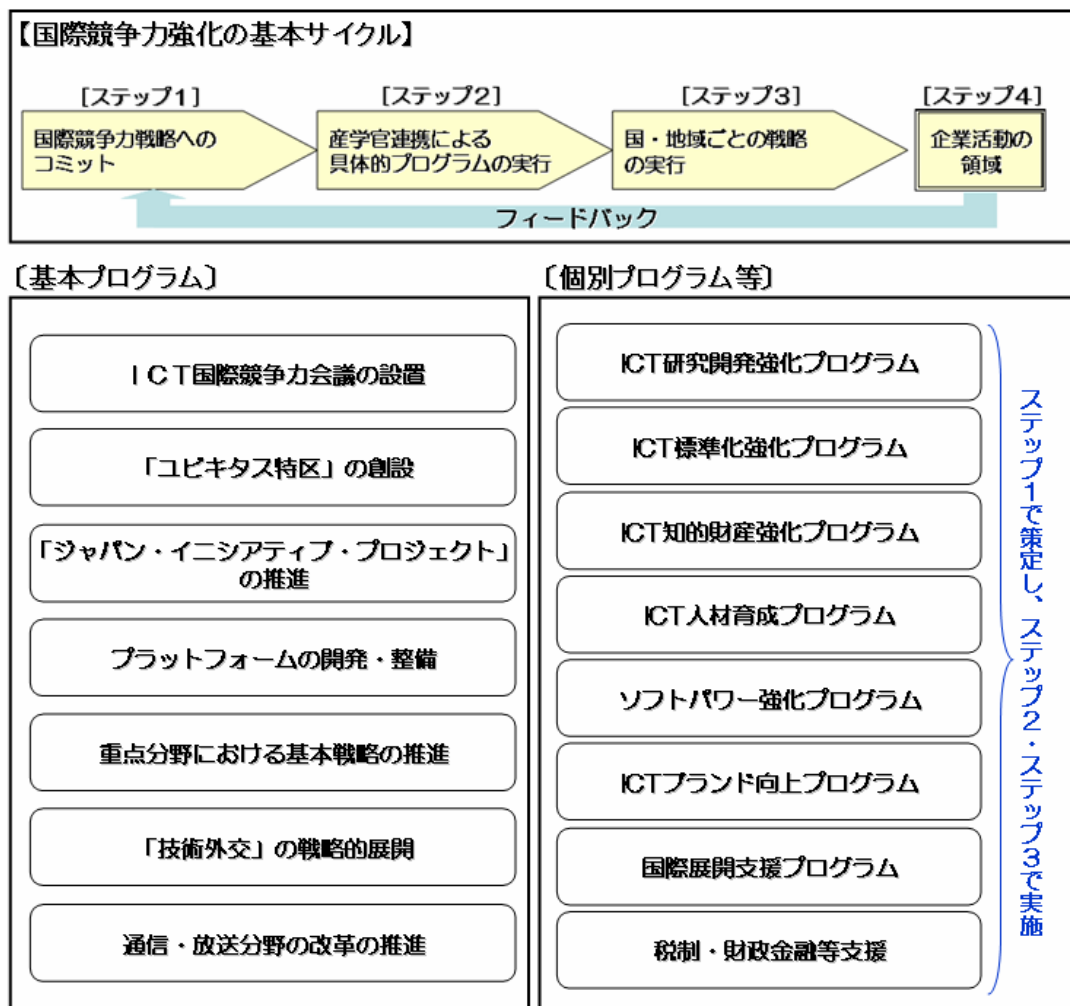 【国際競争力強化の基本サイクル】
［ステップ１］
［ステップ２］
［ステップ３］
［ステップ４］
国際競争力戦略への
コミット
産学官連携による
具体的プログラムの実行
国・地域ごとの戦略
の実行
企業活動の
領域
フィードバック
〔基本プログラム〕
ＩＣＴ国際競争力会議の設置
「ユビキタス特区」の創設
「ジャパン・イニシアティブ・プロジェクト」
の推進
プラットフォームの開発・整備
重点分野における基本戦略の推進
「技術外交」の戦略的展開
通信・放送分野の改革の推進
〔個別プログラム等〕
ICT研究開発強化プログラム
ICT標準化強化プログラム
ICT知的財産強化プログラム
ICT人材育成プログラム
ソフトパワー強化プログラム
ICTブランド向上プログラム
国際展開支援プログラム
税制・財政金融等支援
ステップ１で策定し、ステップ２・ステップ３で実施